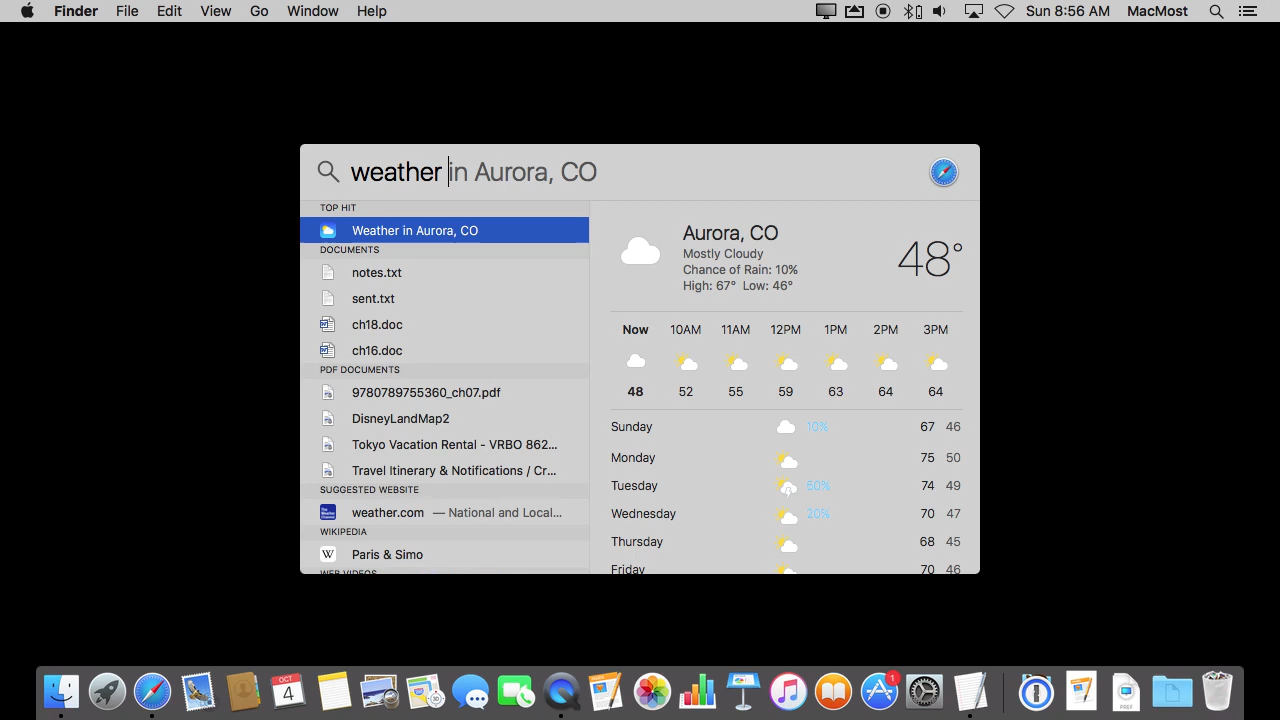 Finder File Edit View Go Window Help Sun 8:56 AM MacMost
weather in Aurora, CO
TOP HIT
Weather in Aurora, CO
DOCUMENTS
notes.txt
sent.txt
ch18.doc
ch16.doc
PDF DOCUMENTS
9780789755360_ch07.pdf
DisneyLandMap2
Tokyo Vacation Rental - VRBO 862...
Travel Itinerary & Notifications / Cr...
SUGGESTED WEBSITE
weather.com — National and Local...
WIKIPEDIA
W Paris & Simo
WEB VIDEOS
Aurora, CO
Mostly Cloudy
Chance of Rain: 10%
High: 67° Low: 46°
48°
Now 10AM 11AM 12PM 1PM 2PM 3PM
48 52 55 59 63 64 64
Sunday 10% 67 46
Monday 75 50
Tuesday 50% 74 49
Wednesday 20% 70 47
Thursday 68 45
Friday 70 46
OCT
4
1